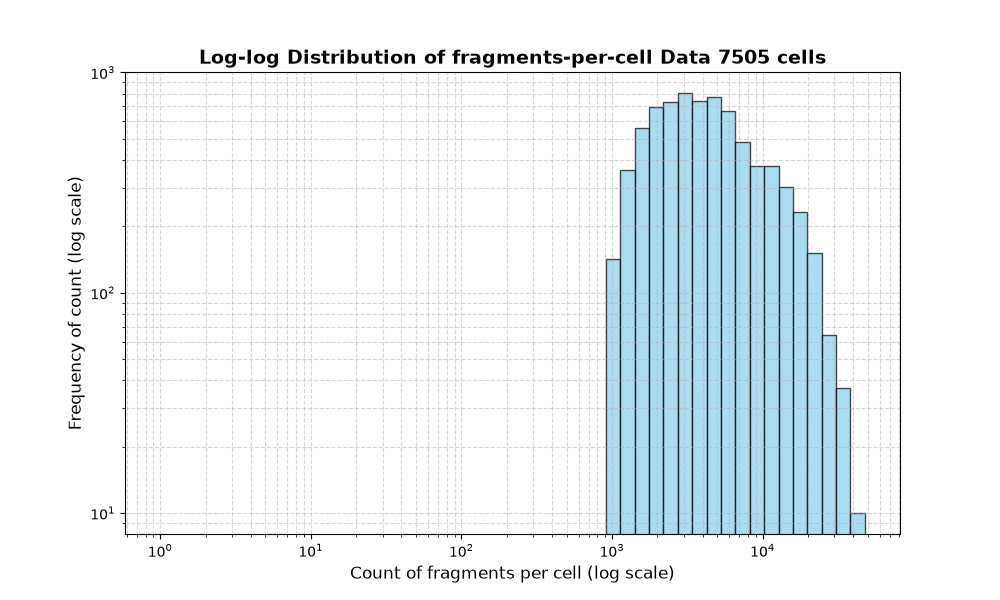 Log-log Distribution of fragments-per-cell Data 7505 cells
Frequency of count (log scale)
10³
10²
10¹
10⁰
10¹
10²
10³
10⁴
Count of fragments per cell (log scale)